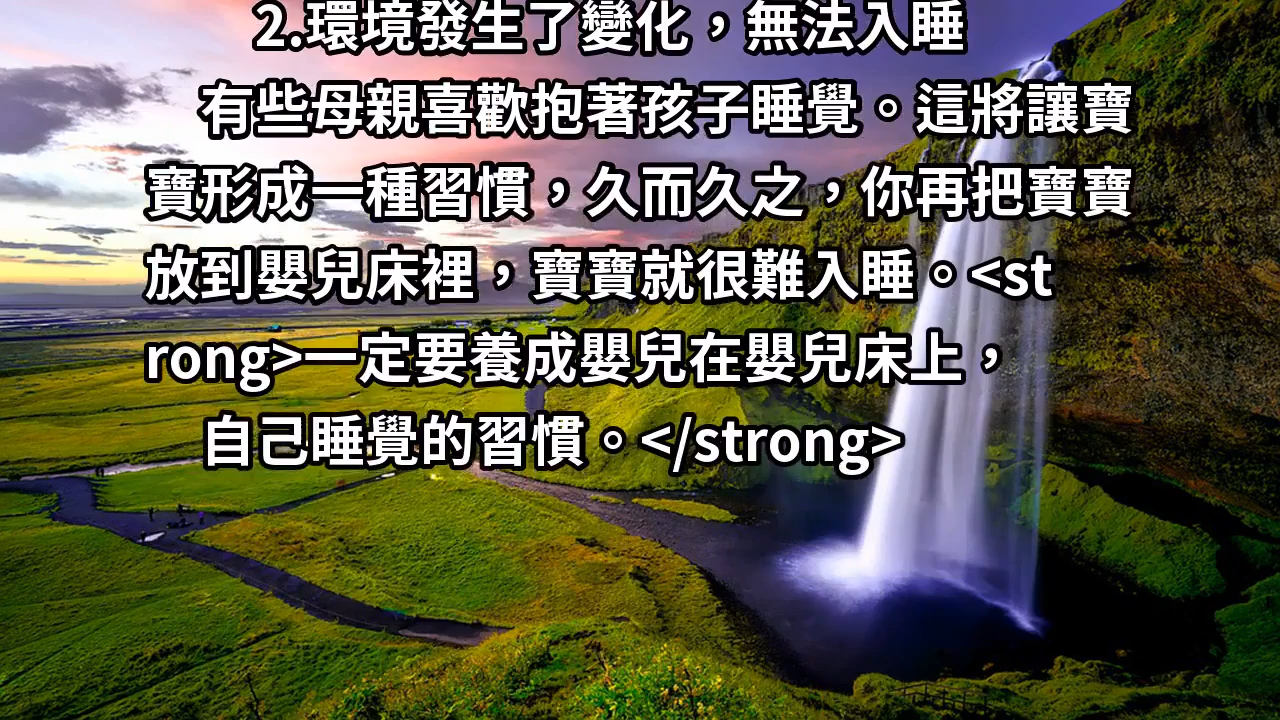 2.環境發生了變化，無法入睡
有些母親喜歡抱著孩子睡覺。這將讓寶
寶形成一種習慣，久而久之，你再把寶寶
放到嬰兒床裡，寶寶就很難入睡。<st
rong>一定要養成嬰兒在嬰兒床上，
自己睡覺的習慣。</strong>